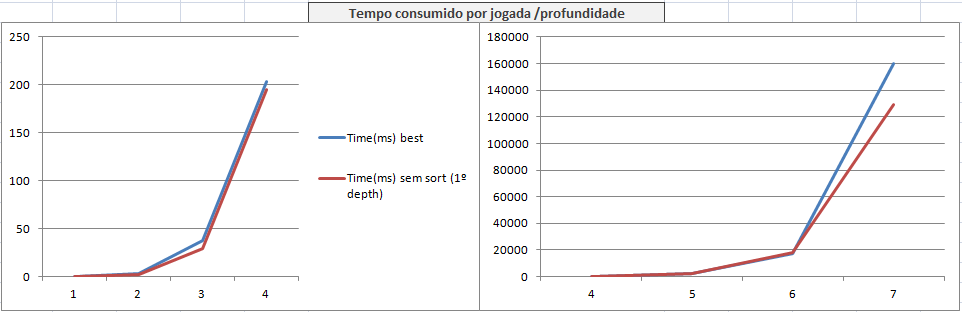 Tempo consumido por jogada /profundidade
250
200
150
100
50
0
1 2 3 4
Time(ms) best
Time(ms) sem sort (1º
depth)
180000
160000
140000
120000
100000
80000
60000
40000
20000
0
4 5 6 7